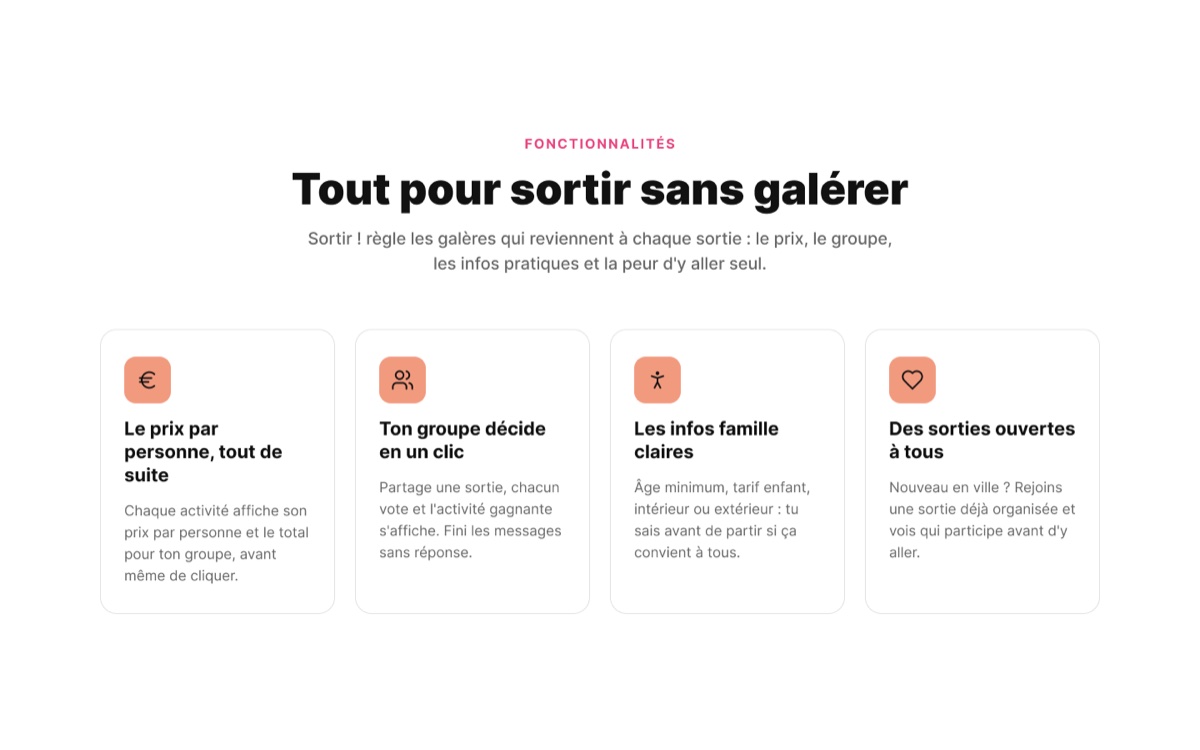 FONCTIONNALITÉS
Tout pour sortir sans galérer
Sortir ! règle les galères qui reviennent à chaque sortie : le prix, le groupe,
les infos pratiques et la peur d'y aller seul.
€
Le prix par
personne, tout de
suite
Chaque activité affiche son
prix par personne et le total
pour ton groupe, avant
même de cliquer.
Ton groupe décide
en un clic
Partage une sortie, chacun
vote et l'activité gagnante
s'affiche. Fini les messages
sans réponse.
Les infos famille
claires
Âge minimum, tarif enfant,
intérieur ou extérieur : tu
sais avant de partir si ça
convient à tous.
Des sorties ouvertes
à tous
Nouveau en ville ? Rejoins
une sortie déjà organisée et
vois qui participe avant d'y
aller.